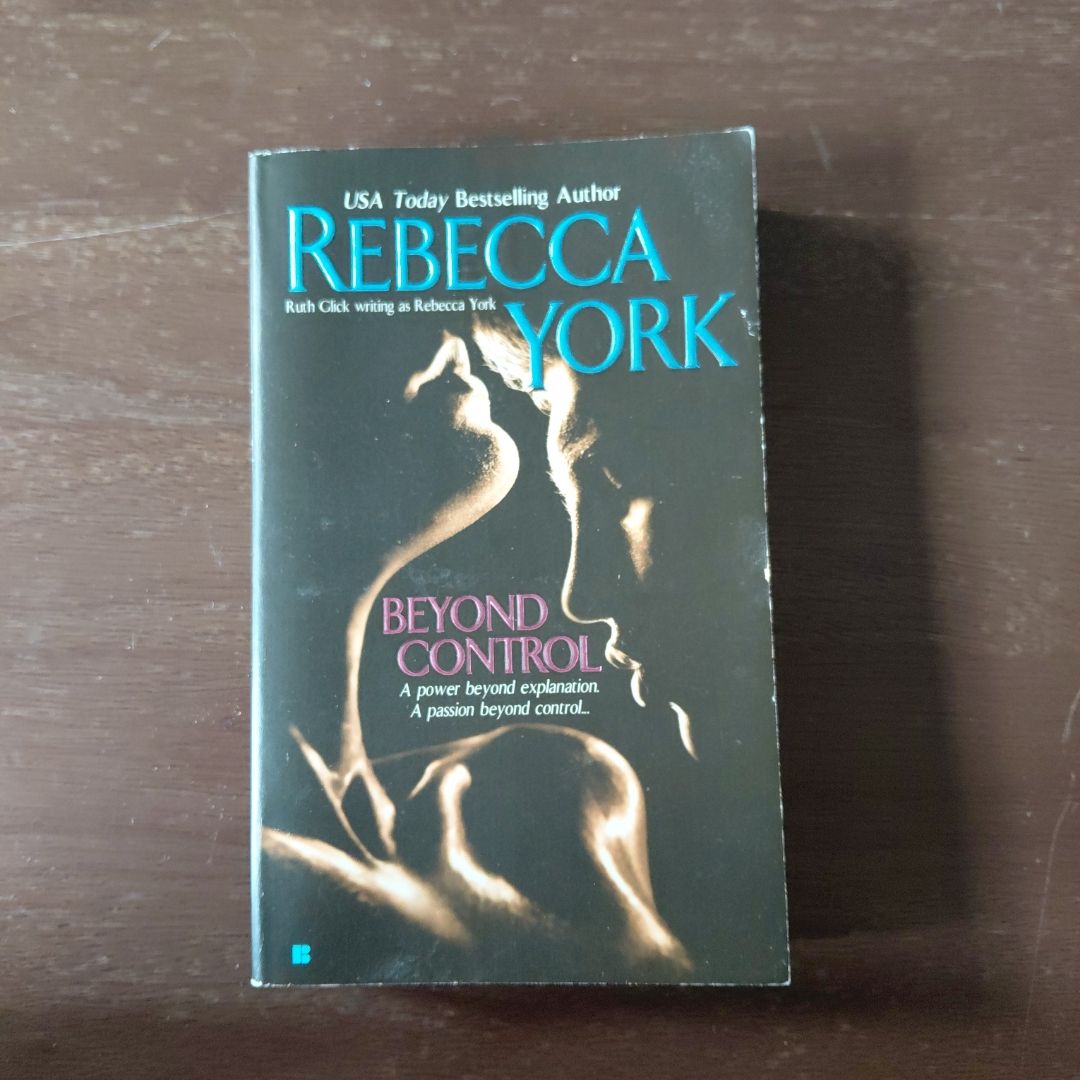 USA Today Bestselling Author
REBECCA
Ruth Glick writing as Rebecca York
YORK
BEYOND
CONTROL
A power beyond explanation.
A passion beyond control...
B